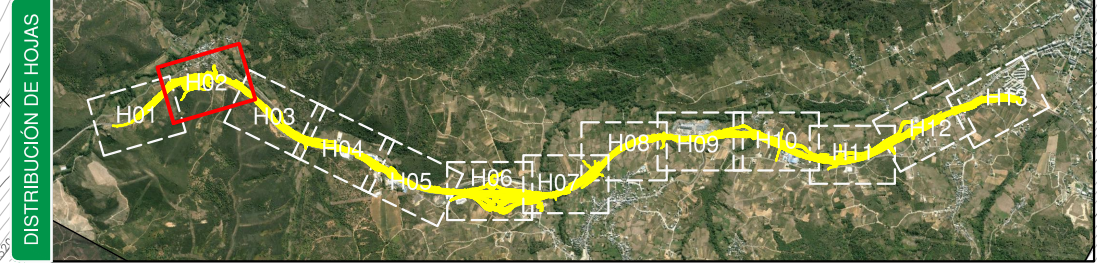 DISTRIBUCIÓN DE HOJAS
H01
H02
H03
H04
H05
H06
H07
H08
H09
H10
H11
H12
H13